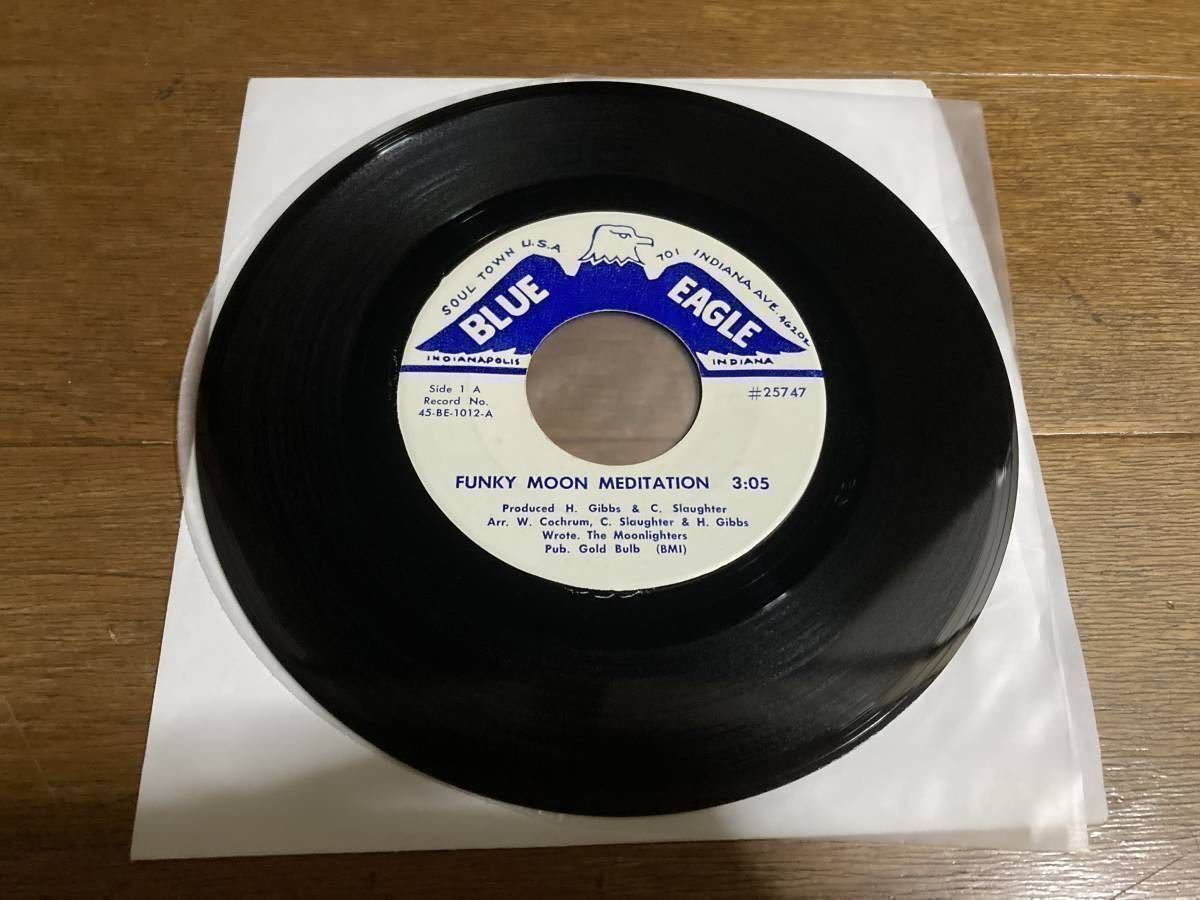 SOUL TOWN U.S.A 701 INDIANA AVE. 46202
BLUE EAGLE
INDIANAPOLIS INDIANA
Side 1 A
Record No.
45-BE-1012-A
#25747
FUNKY MOON MEDITATION 3:05
Produced H. Gibbs & C. Slaughter
Arr. W. Cochrum, C. Slaughter & H. Gibbs
Wrote. The Moonlighters
Pub. Gold Bulb (BMI)